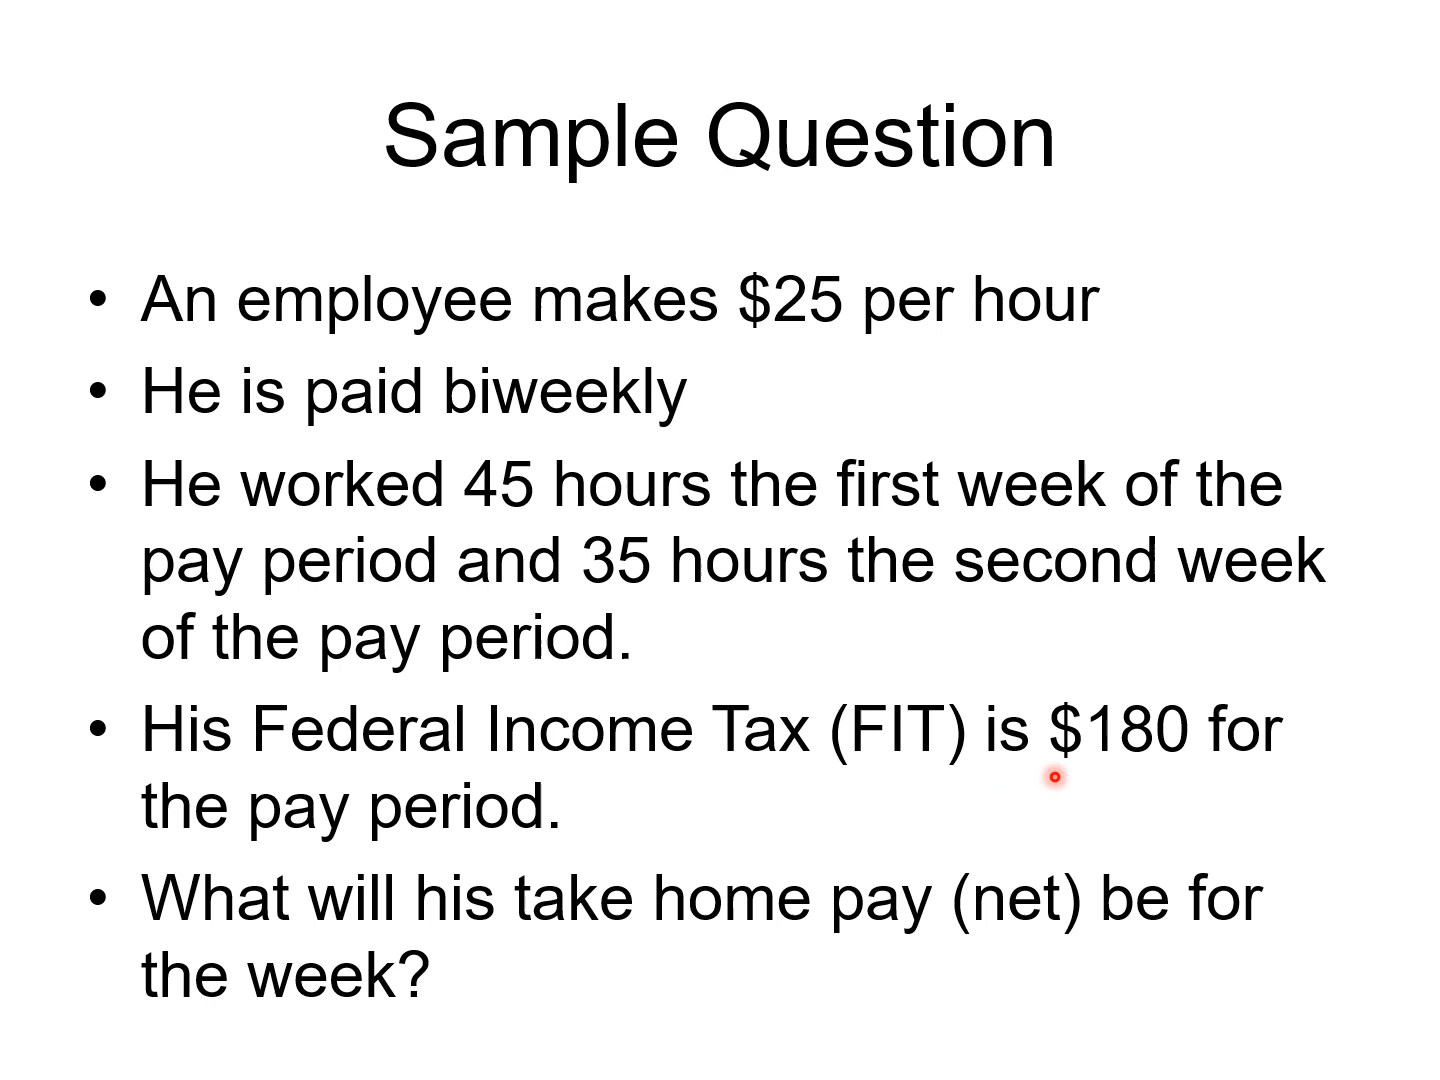 Sample Question
• An employee makes $25 per hour
• He is paid biweekly
• He worked 45 hours the first week of the
pay period and 35 hours the second week
of the pay period.
• His Federal Income Tax (FIT) is $180 for
the pay period.
• What will his take home pay (net) be for
the week?